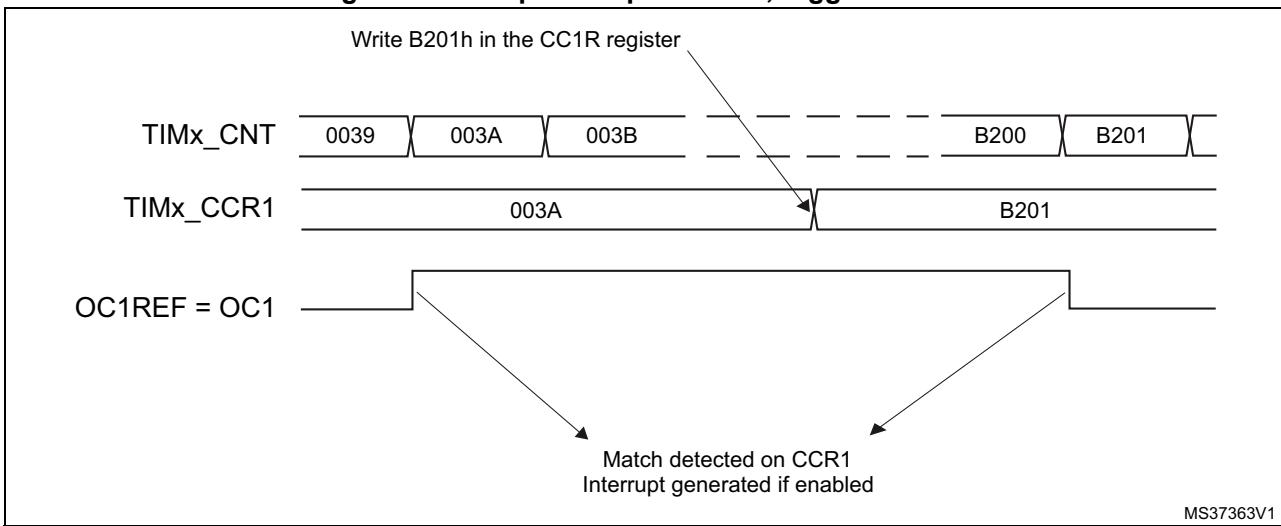 Write B201h in the CC1R register
TIMx_CNT 0039 003A 003B B200 B201
TIMx_CCR1 003A B201
OC1REF = OC1
Match detected on CCR1
Interrupt generated if enabled
MS37363V1